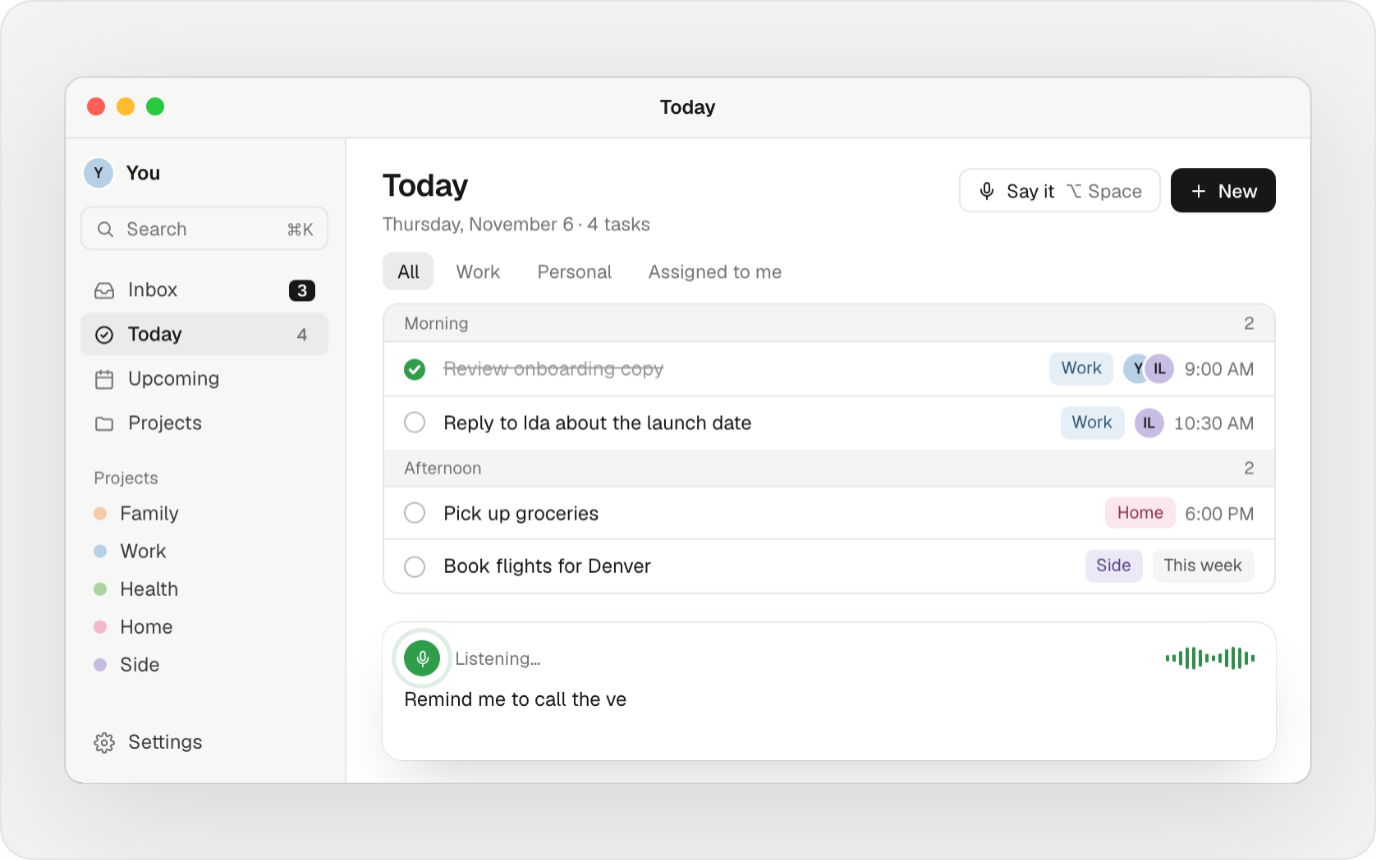 Today
Y You
Search ⌘K
Inbox 3
Today 4
Upcoming
Projects
Projects
Family
Work
Health
Home
Side
Settings
Today
Thursday, November 6 · 4 tasks
Say it ⌥ Space
+ New
All Work Personal Assigned to me
Morning 2
Review onboarding copy Work Y IL 9:00 AM
Reply to Ida about the launch date Work IL 10:30 AM
Afternoon 2
Pick up groceries Home 6:00 PM
Book flights for Denver Side This week
Listening...
Remind me to call the ve